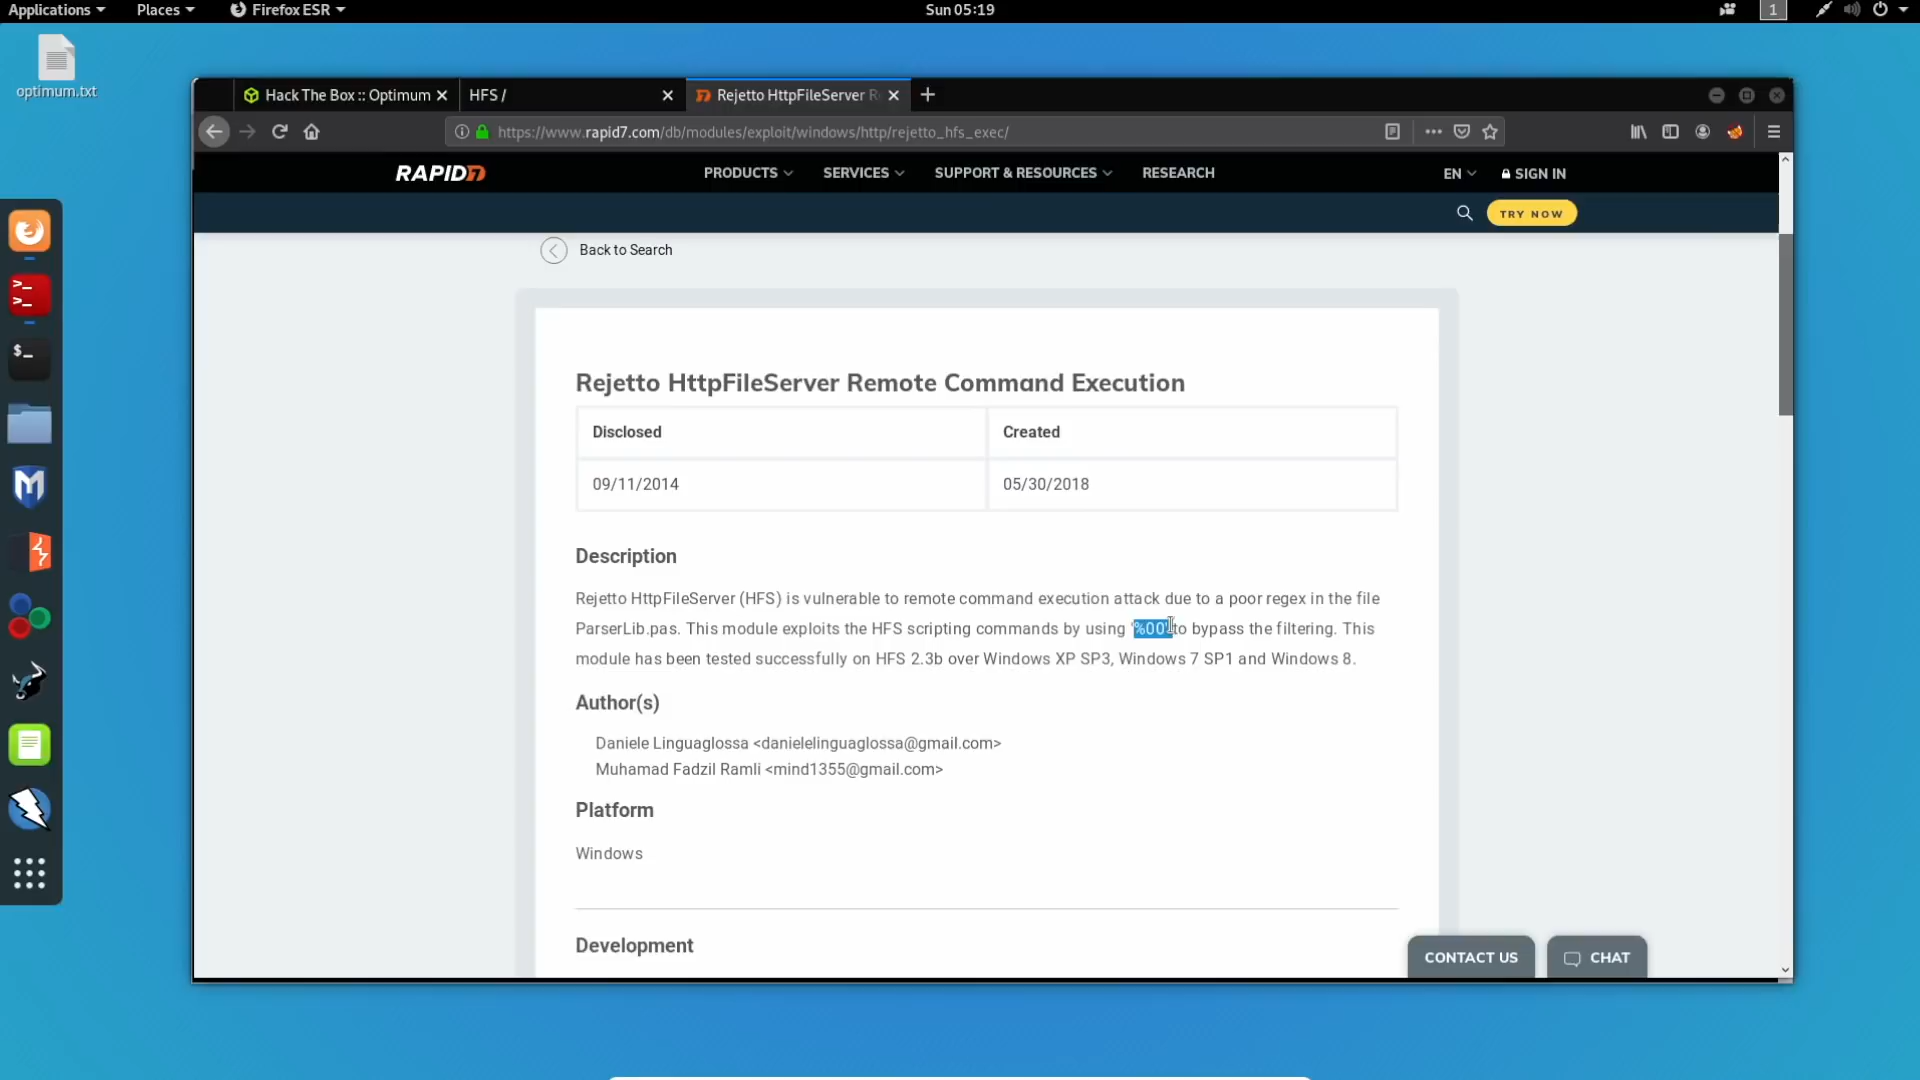 Applications Places Firefox ESR Sun 05:19 1
optimum.txt
Hack The Box :: Optimum HFS / Rejetto HttpFileServer R
https://www.rapid7.com/db/modules/exploit/windows/http/rejetto_hfs_exec/
RAPID7 PRODUCTS SERVICES SUPPORT & RESOURCES RESEARCH EN SIGN IN
TRY NOW
Back to Search
Rejetto HttpFileServer Remote Command Execution
Disclosed Created
09/11/2014 05/30/2018
Description
Rejetto HttpFileServer (HFS) is vulnerable to remote command execution attack due to a poor regex in the file
ParserLib.pas. This module exploits the HFS scripting commands by using '%00' to bypass the filtering. This
module has been tested successfully on HFS 2.3b over Windows XP SP3, Windows 7 SP1 and Windows 8.
Author(s)
Daniele Linguaglossa <danielelinguaglossa@gmail.com>
Muhamad Fadzil Ramli <mind1355@gmail.com>
Platform
Windows
Development
CONTACT US CHAT